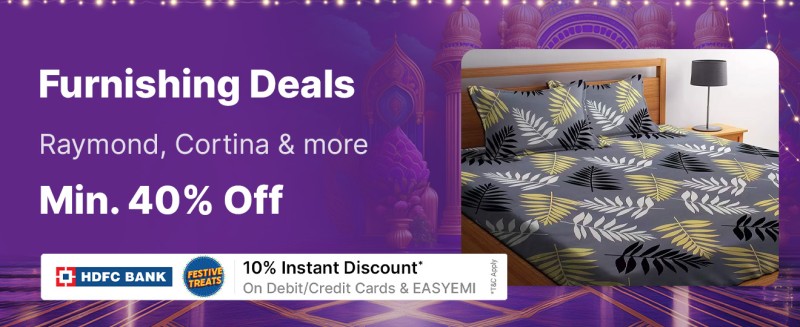 Furnishing Deals
Raymond, Cortina & more
Min. 40% Off
HDFC BANK
FESTIVE
TREATS
10% Instant Discount*
On Debit/Credit Cards & EASYEMI
*T&C Apply